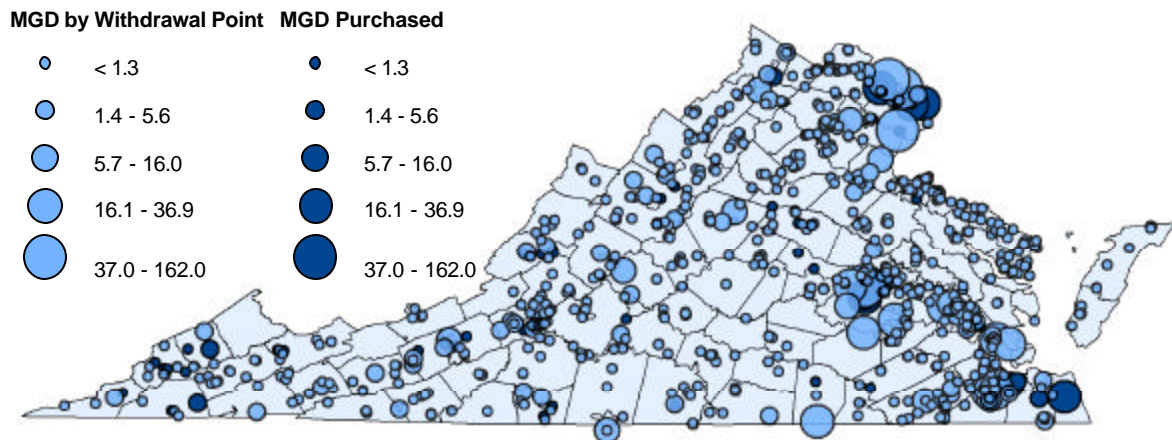 MGD by Withdrawal Point MGD Purchased
< 1.3 < 1.3
1.4 - 5.6 1.4 - 5.6
5.7 - 16.0 5.7 - 16.0
16.1 - 36.9 16.1 - 36.9
37.0 - 162.0 37.0 - 162.0